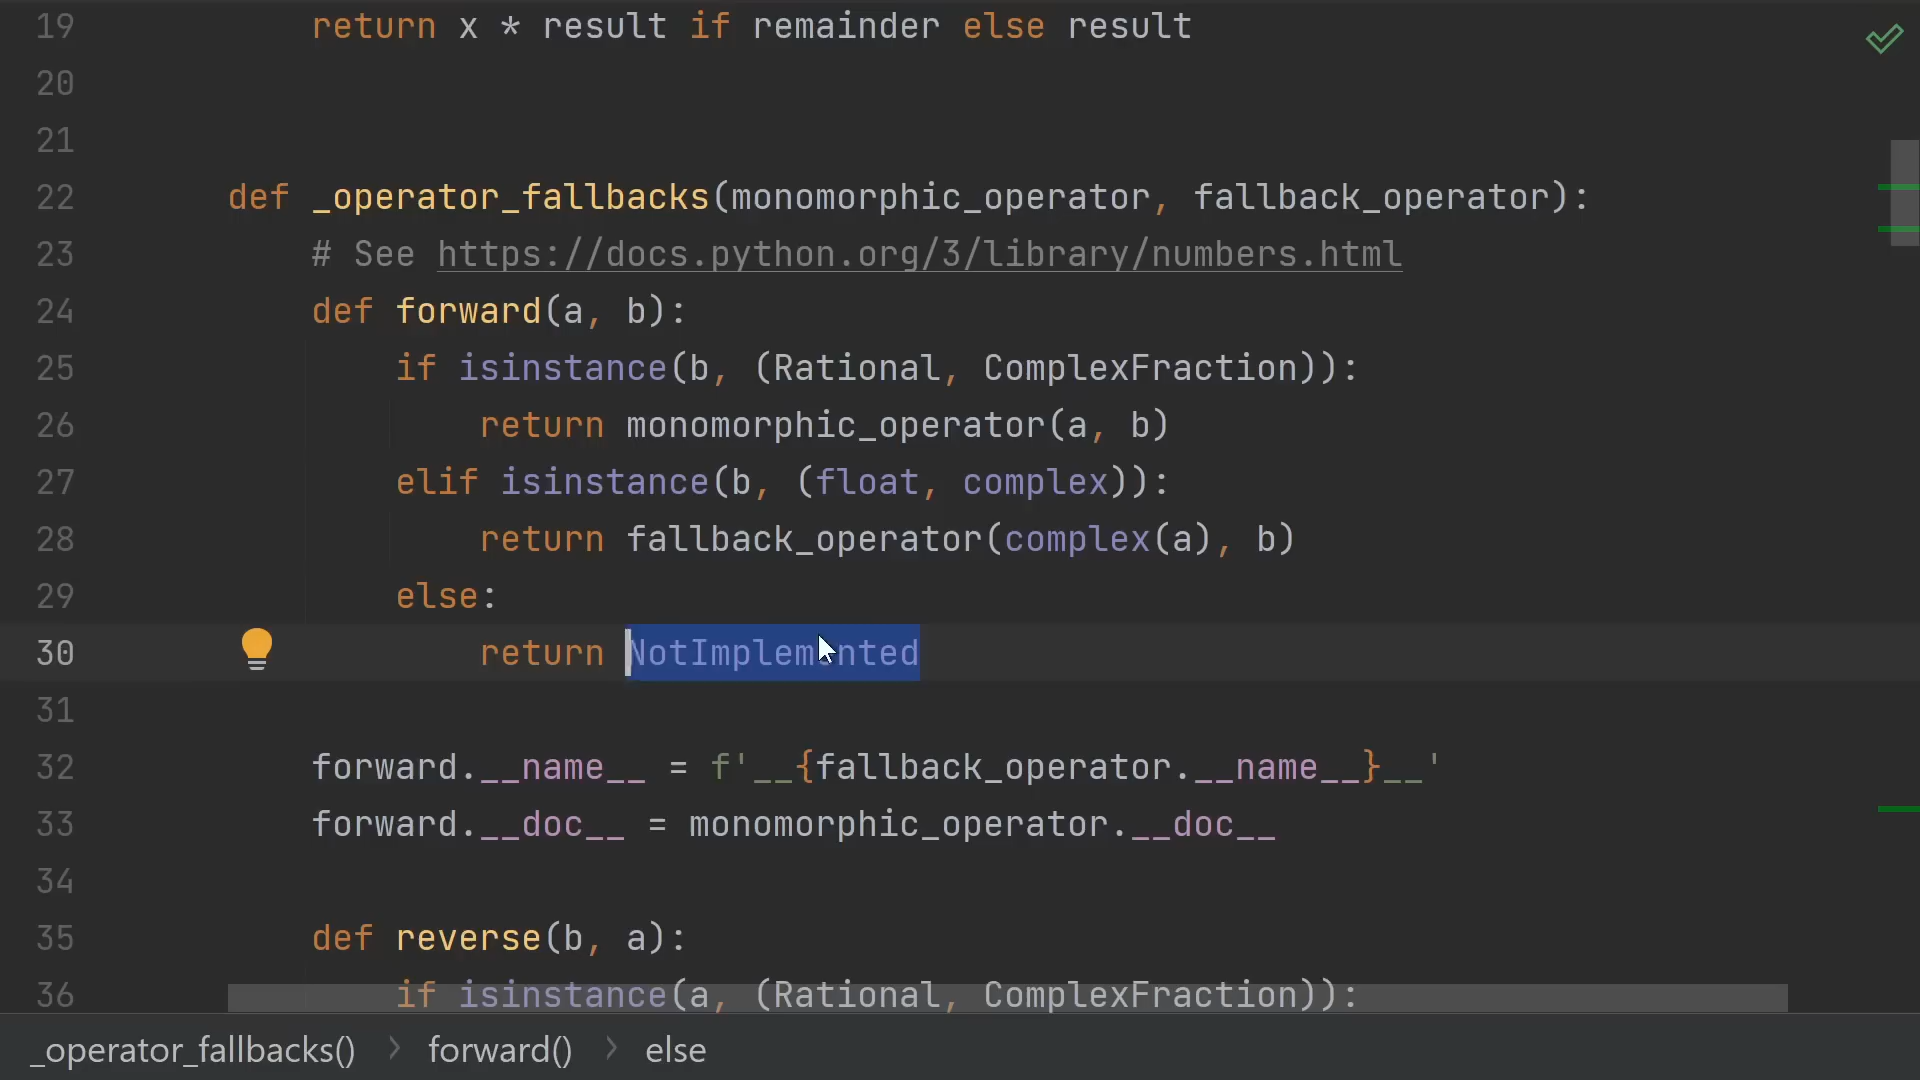 19 return x * result if remainder else result
20
21
22 def _operator_fallbacks(monomorphic_operator, fallback_operator):
23 # See https://docs.python.org/3/library/numbers.html
24 def forward(a, b):
25 if isinstance(b, (Rational, ComplexFraction)):
26 return monomorphic_operator(a, b)
27 elif isinstance(b, (float, complex)):
28 return fallback_operator(complex(a), b)
29 else:
30 return NotImplemented
31
32 forward.__name__ = f'__{fallback_operator.__name__}__'
33 forward.__doc__ = monomorphic_operator.__doc__
34
35 def reverse(b, a):
36 if isinstance(a, (Rational, ComplexFraction)):
_operator_fallbacks() > forward() > else